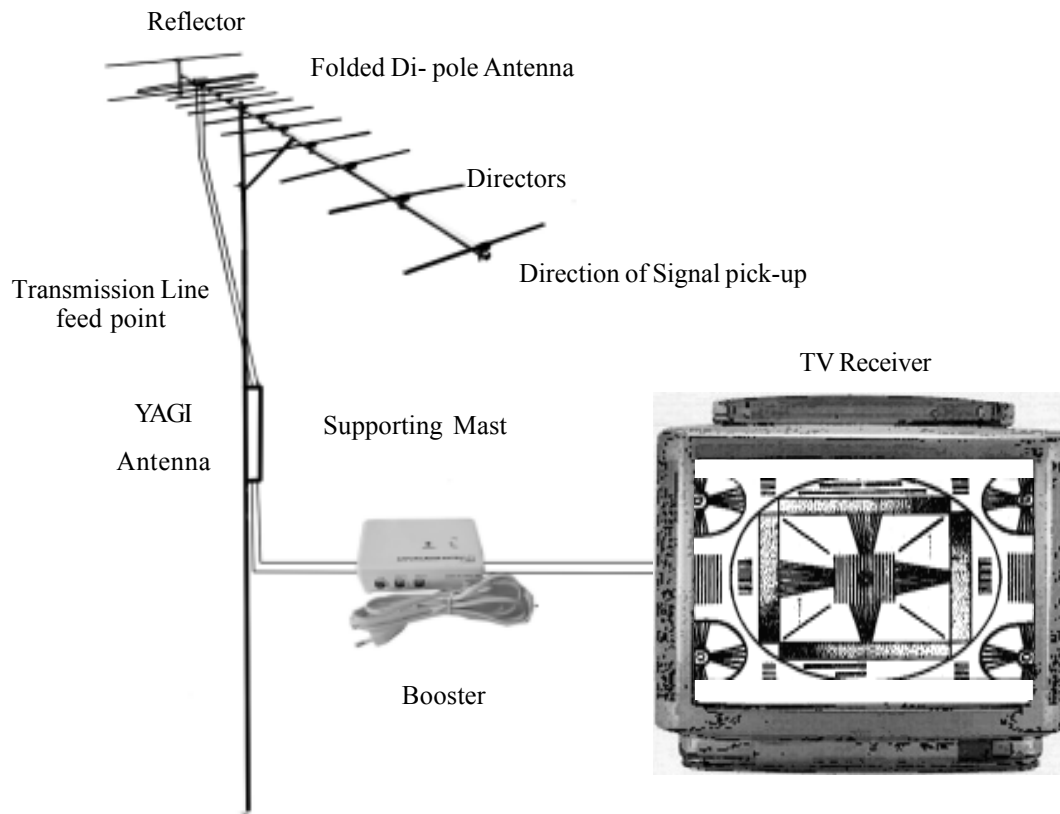 Reflector
Folded Di- pole Antenna
Directors
Direction of Signal pick-up
Transmission Line
feed point
TV Receiver
YAGI
Antenna
Supporting Mast
Booster